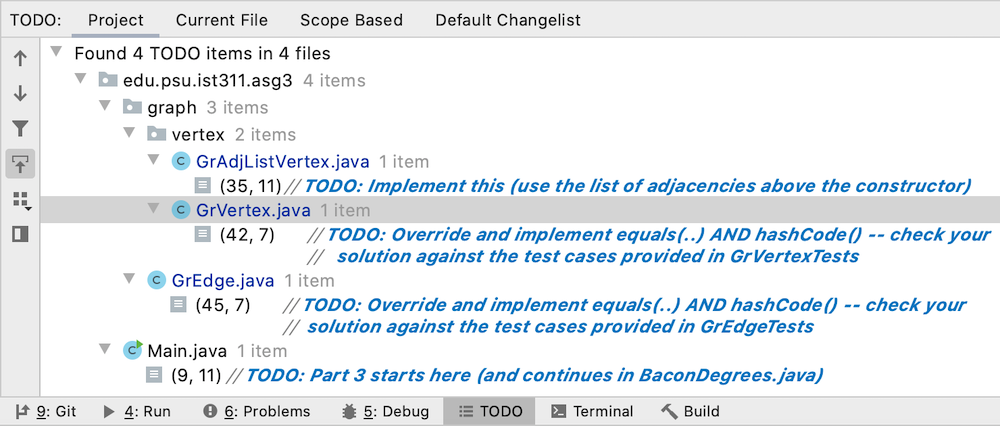 TODO: Project Current File Scope Based Default Changelist
Found 4 TODO items in 4 files
edu.psu.ist311.asg3 4 items
graph 3 items
vertex 2 items
C GrAdjListVertex.java 1 item
(35, 11) // TODO: Implement this (use the list of adjacencies above the constructor)
C GrVertex.java 1 item
(42, 7) // TODO: Override and implement equals(..) AND hashCode() -- check your
// solution against the test cases provided in GrVertexTests
C GrEdge.java 1 item
(45, 7) // TODO: Override and implement equals(..) AND hashCode() -- check your
// solution against the test cases provided in GrEdgeTests
C Main.java 1 item
(9, 11) // TODO: Part 3 starts here (and continues in BaconDegrees.java)
9: Git 4: Run 6: Problems 5: Debug TODO Terminal Build